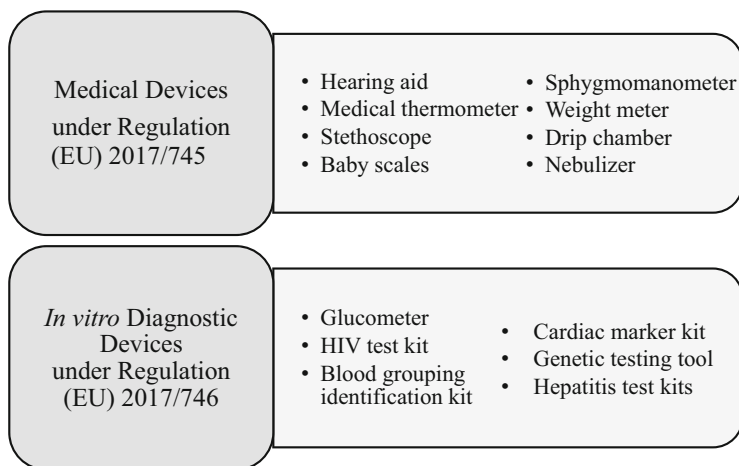 Medical Devices
under Regulation
(EU) 2017/745
• Hearing aid
• Medical thermometer
• Stethoscope
• Baby scales
• Sphygmomanometer
• Weight meter
• Drip chamber
• Nebulizer
In vitro Diagnostic
Devices
under Regulation
(EU) 2017/746
• Glucometer
• HIV test kit
• Blood grouping
identification kit
• Cardiac marker kit
• Genetic testing tool
• Hepatitis test kits